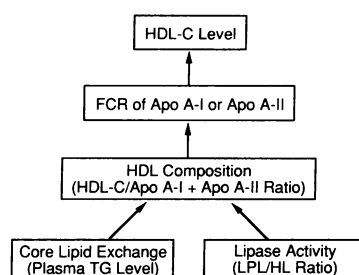 HDL-C Level
FCR of Apo A-I or Apo A-II
HDL Composition
(HDL-C/Apo A-I + Apo A-II Ratio)
Core Lipid Exchange
(Plasma TG Level)
Lipase Activity
(LPL/HL Ratio)